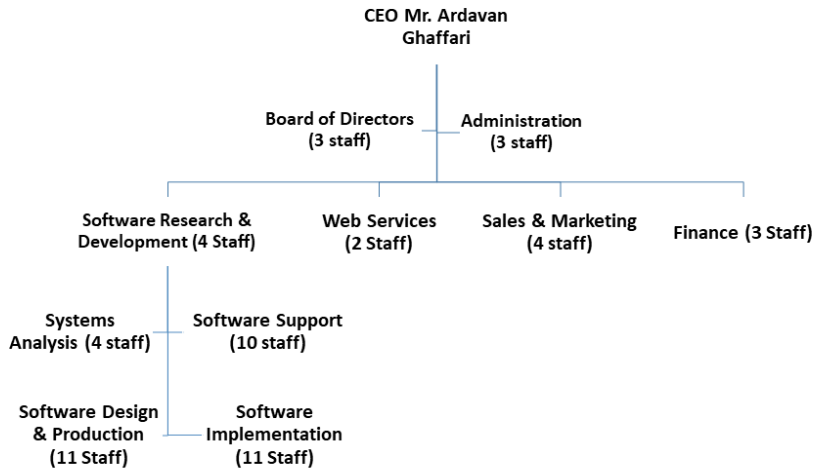 CEO Mr. Ardavan
Ghaffari
Board of Directors
(3 staff)
Administration
(3 staff)
Software Research &
Development (4 Staff)
Web Services
(2 Staff)
Sales & Marketing
(4 staff)
Finance (3 Staff)
Systems
Analysis (4 staff)
Software Support
(10 staff)
Software Design
& Production
(11 Staff)
Software
Implementation
(11 Staff)